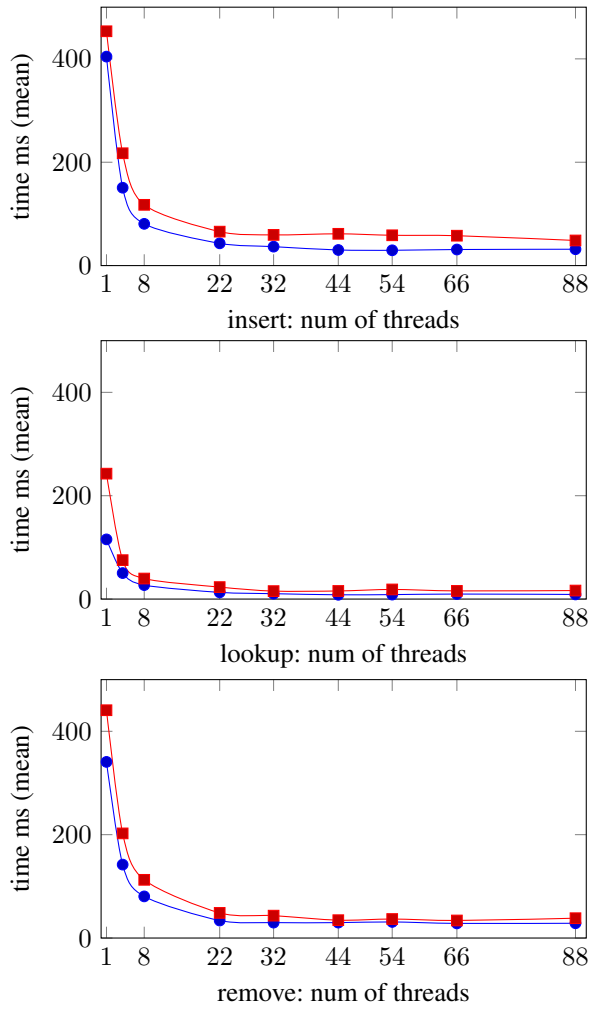 400
200
0
time ms (mean)
1 8 22 32 44 54 66 88
insert: num of threads
400
200
0
time ms (mean)
1 8 22 32 44 54 66 88
lookup: num of threads
400
200
0
time ms (mean)
1 8 22 32 44 54 66 88
remove: num of threads